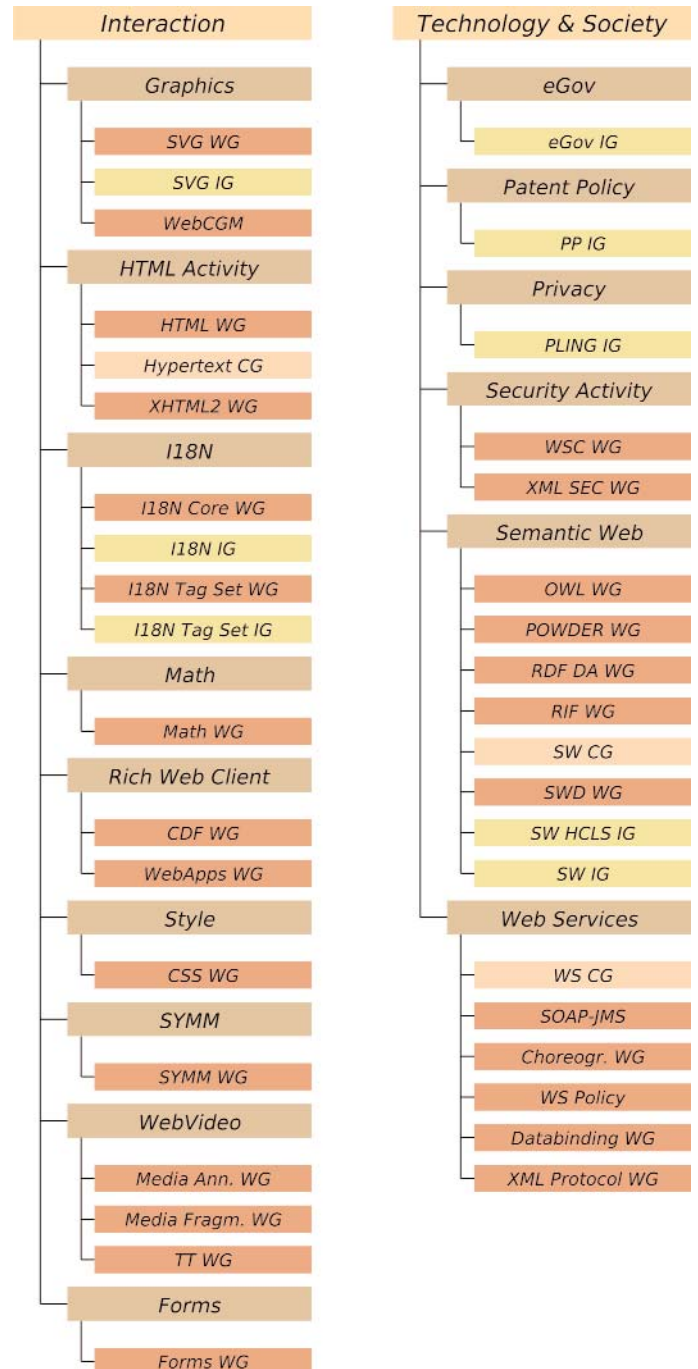 Interaction
Graphics
SVG WG
SVG IG
WebCGM
HTML Activity
HTML WG
Hypertext CG
XHTML2 WG
I18N
I18N Core WG
I18N IG
I18N Tag Set WG
I18N Tag Set IG
Math
Math WG
Rich Web Client
CDF WG
WebApps WG
Style
CSS WG
SYMM
SYMM WG
WebVideo
Media Ann. WG
Media Fragm. WG
TT WG
Forms
Forms WG
Technology & Society
eGov
eGov IG
Patent Policy
PP IG
Privacy
PLING IG
Security Activity
WSC WG
XML SEC WG
Semantic Web
OWL WG
POWDER WG
RDF DA WG
RIF WG
SW CG
SWD WG
SW HCLS IG
SW IG
Web Services
WS CG
SOAP-JMS
Choreogr. WG
WS Policy
Databinding WG
XML Protocol WG